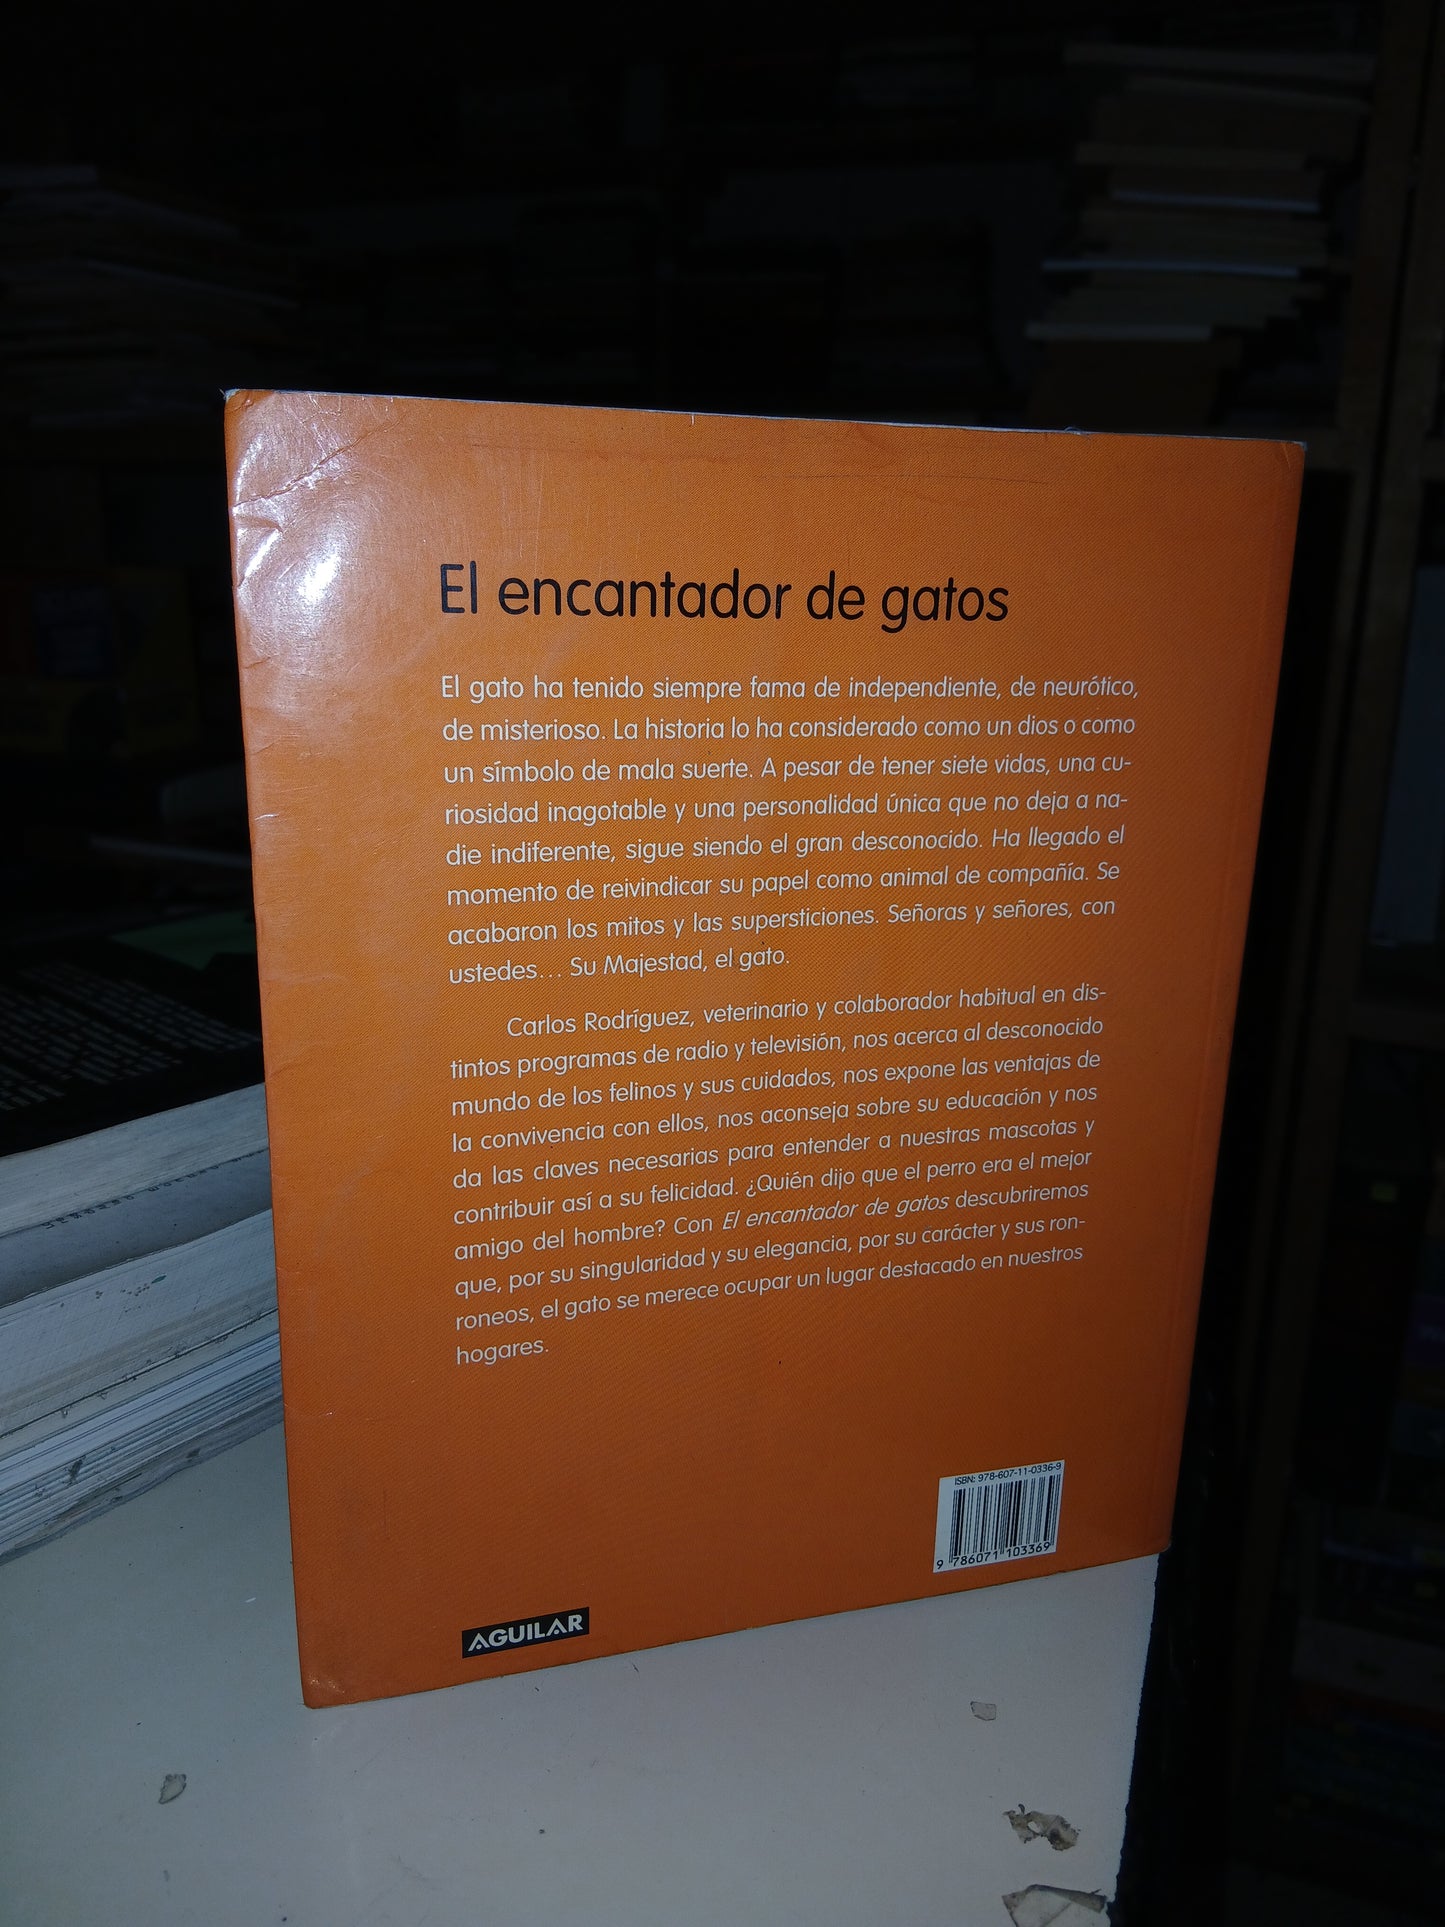 El encantador de gatos
El gato ha tenido siempre fama de independiente, de neurótico,
de misterioso. La historia lo ha considerado como un dios o como
un símbolo de mala suerte. A pesar de tener siete vidas, una cu-
riosidad inagotable y una personalidad única que no deja a na-
die indiferente, sigue siendo el gran desconocido. Ha llegado el
momento de reivindicar su papel como animal de compañía. Se
acabaron los mitos y las supersticiones. Señoras y señores, con
ustedes… Su Majestad, el gato.
Carlos Rodríguez, veterinario y colaborador habitual en dis-
tintos programas de radio y televisión, nos acerca al desconocido
mundo de los felinos y sus cuidados, nos expone las ventajas de
la convivencia con ellos, nos aconseja sobre su educación y nos
da las claves necesarias para entender a nuestras mascotas y
contribuir así a su felicidad. ¿Quién dijo que el perro era el mejor
amigo del hombre? Con El encantador de gatos descubriremos
que, por su singularidad y su elegancia, por su carácter y sus ron-
roneos, el gato se merece ocupar un lugar destacado en nuestros
hogares.
ISBN: 978-607-11-0336-9
9 786071 103369
AGUILAR